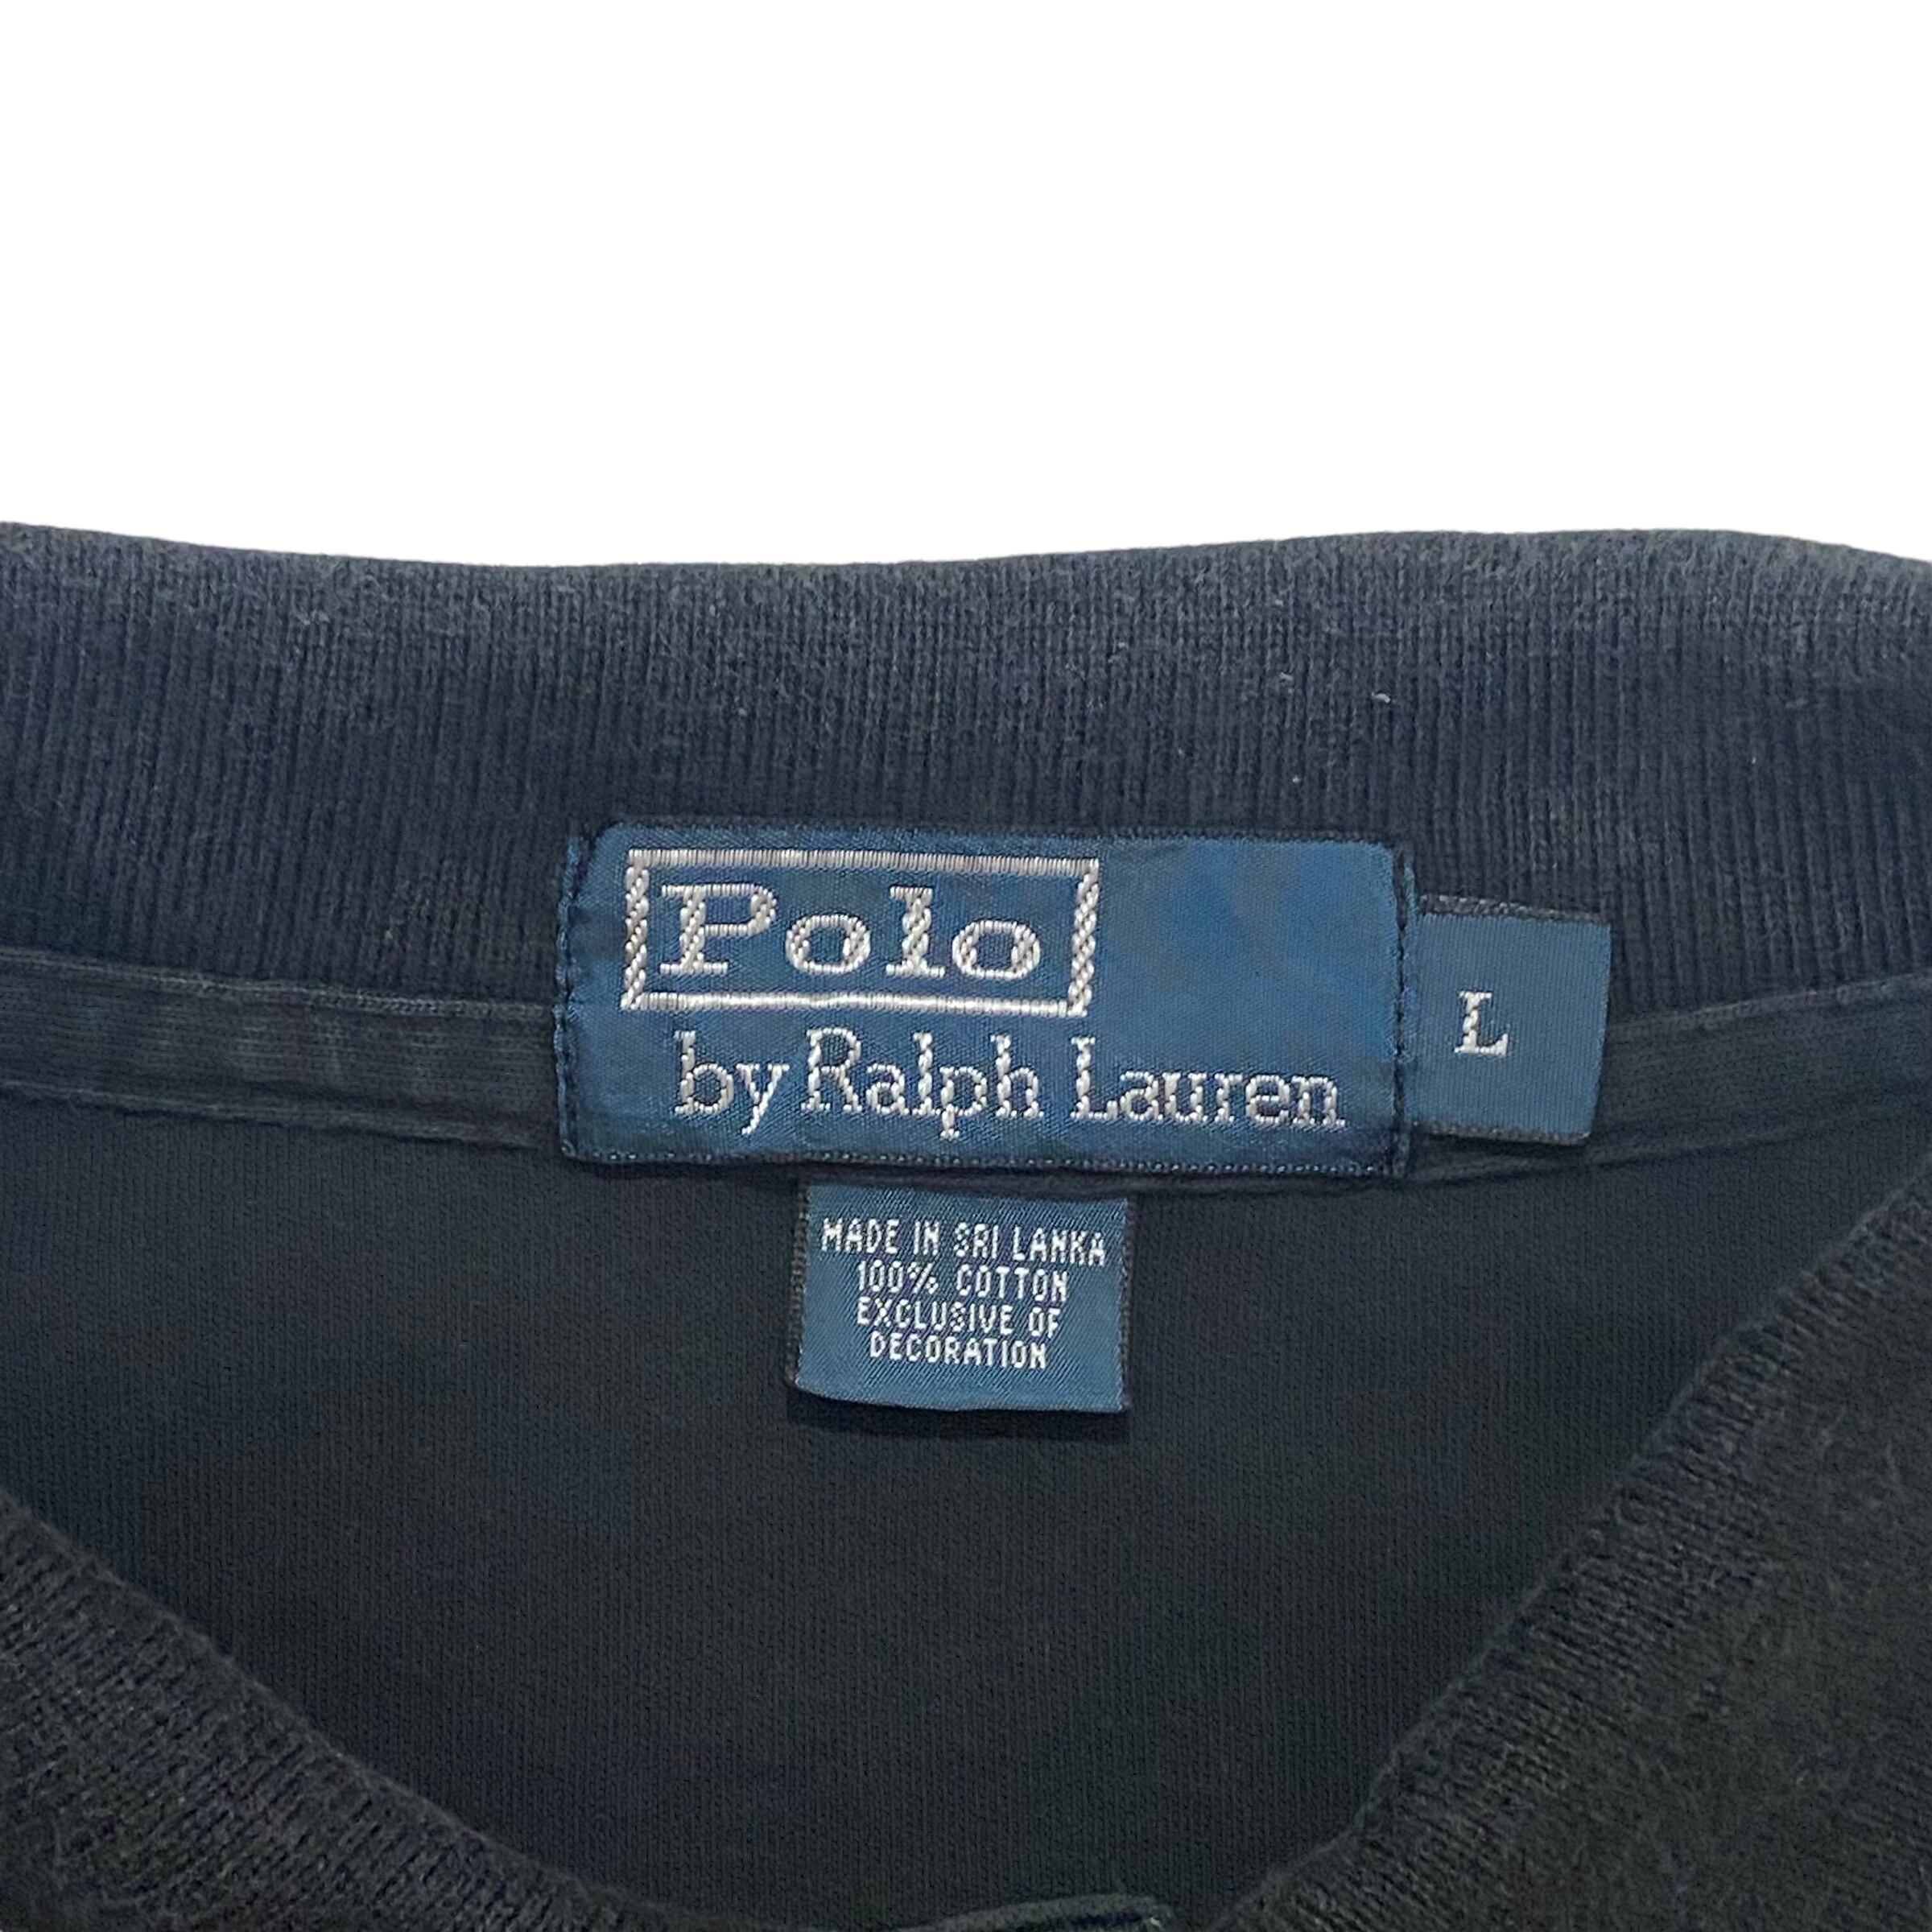 Polo
by Ralph Lauren
L
MADE IN SRI LANKA
100% COTTON
EXCLUSIVE OF
DECORATION